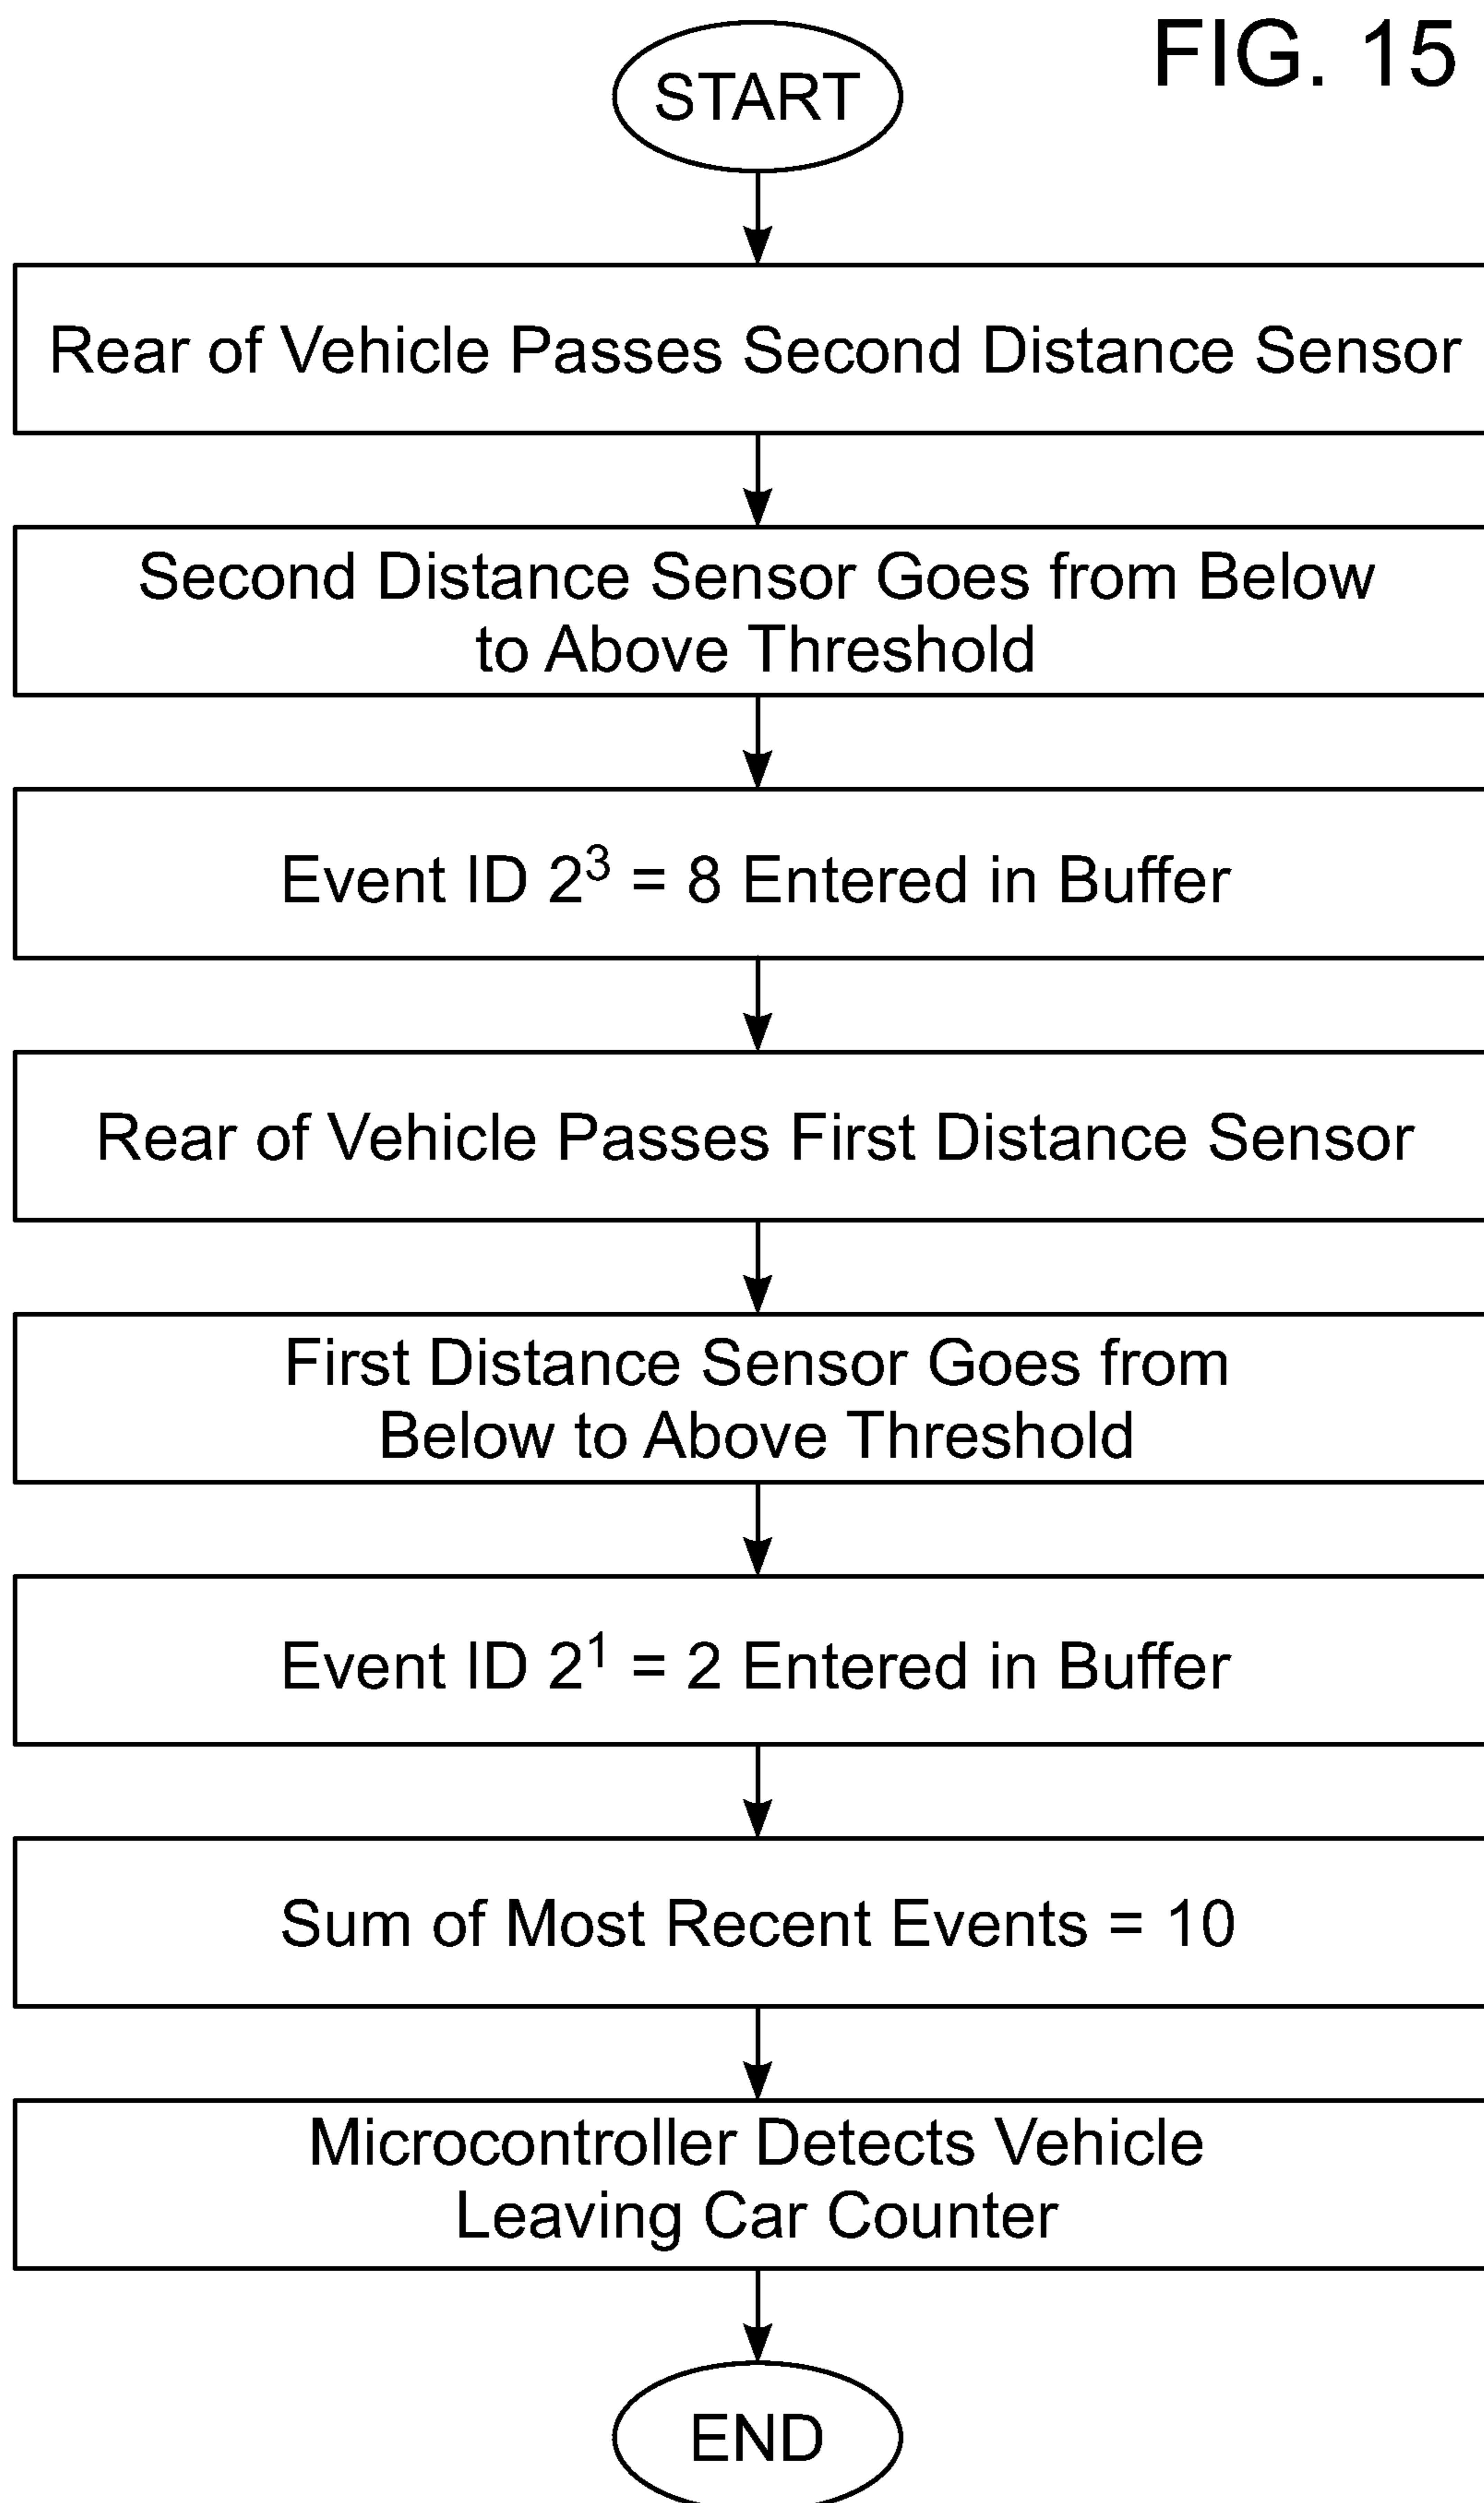 FIG. 15
START
Rear of Vehicle Passes Second Distance Sensor
Second Distance Sensor Goes from Below
to Above Threshold
Event ID 2³ = 8 Entered in Buffer
Rear of Vehicle Passes First Distance Sensor
First Distance Sensor Goes from
Below to Above Threshold
Event ID 2¹ = 2 Entered in Buffer
Sum of Most Recent Events = 10
Microcontroller Detects Vehicle
Leaving Car Counter
END